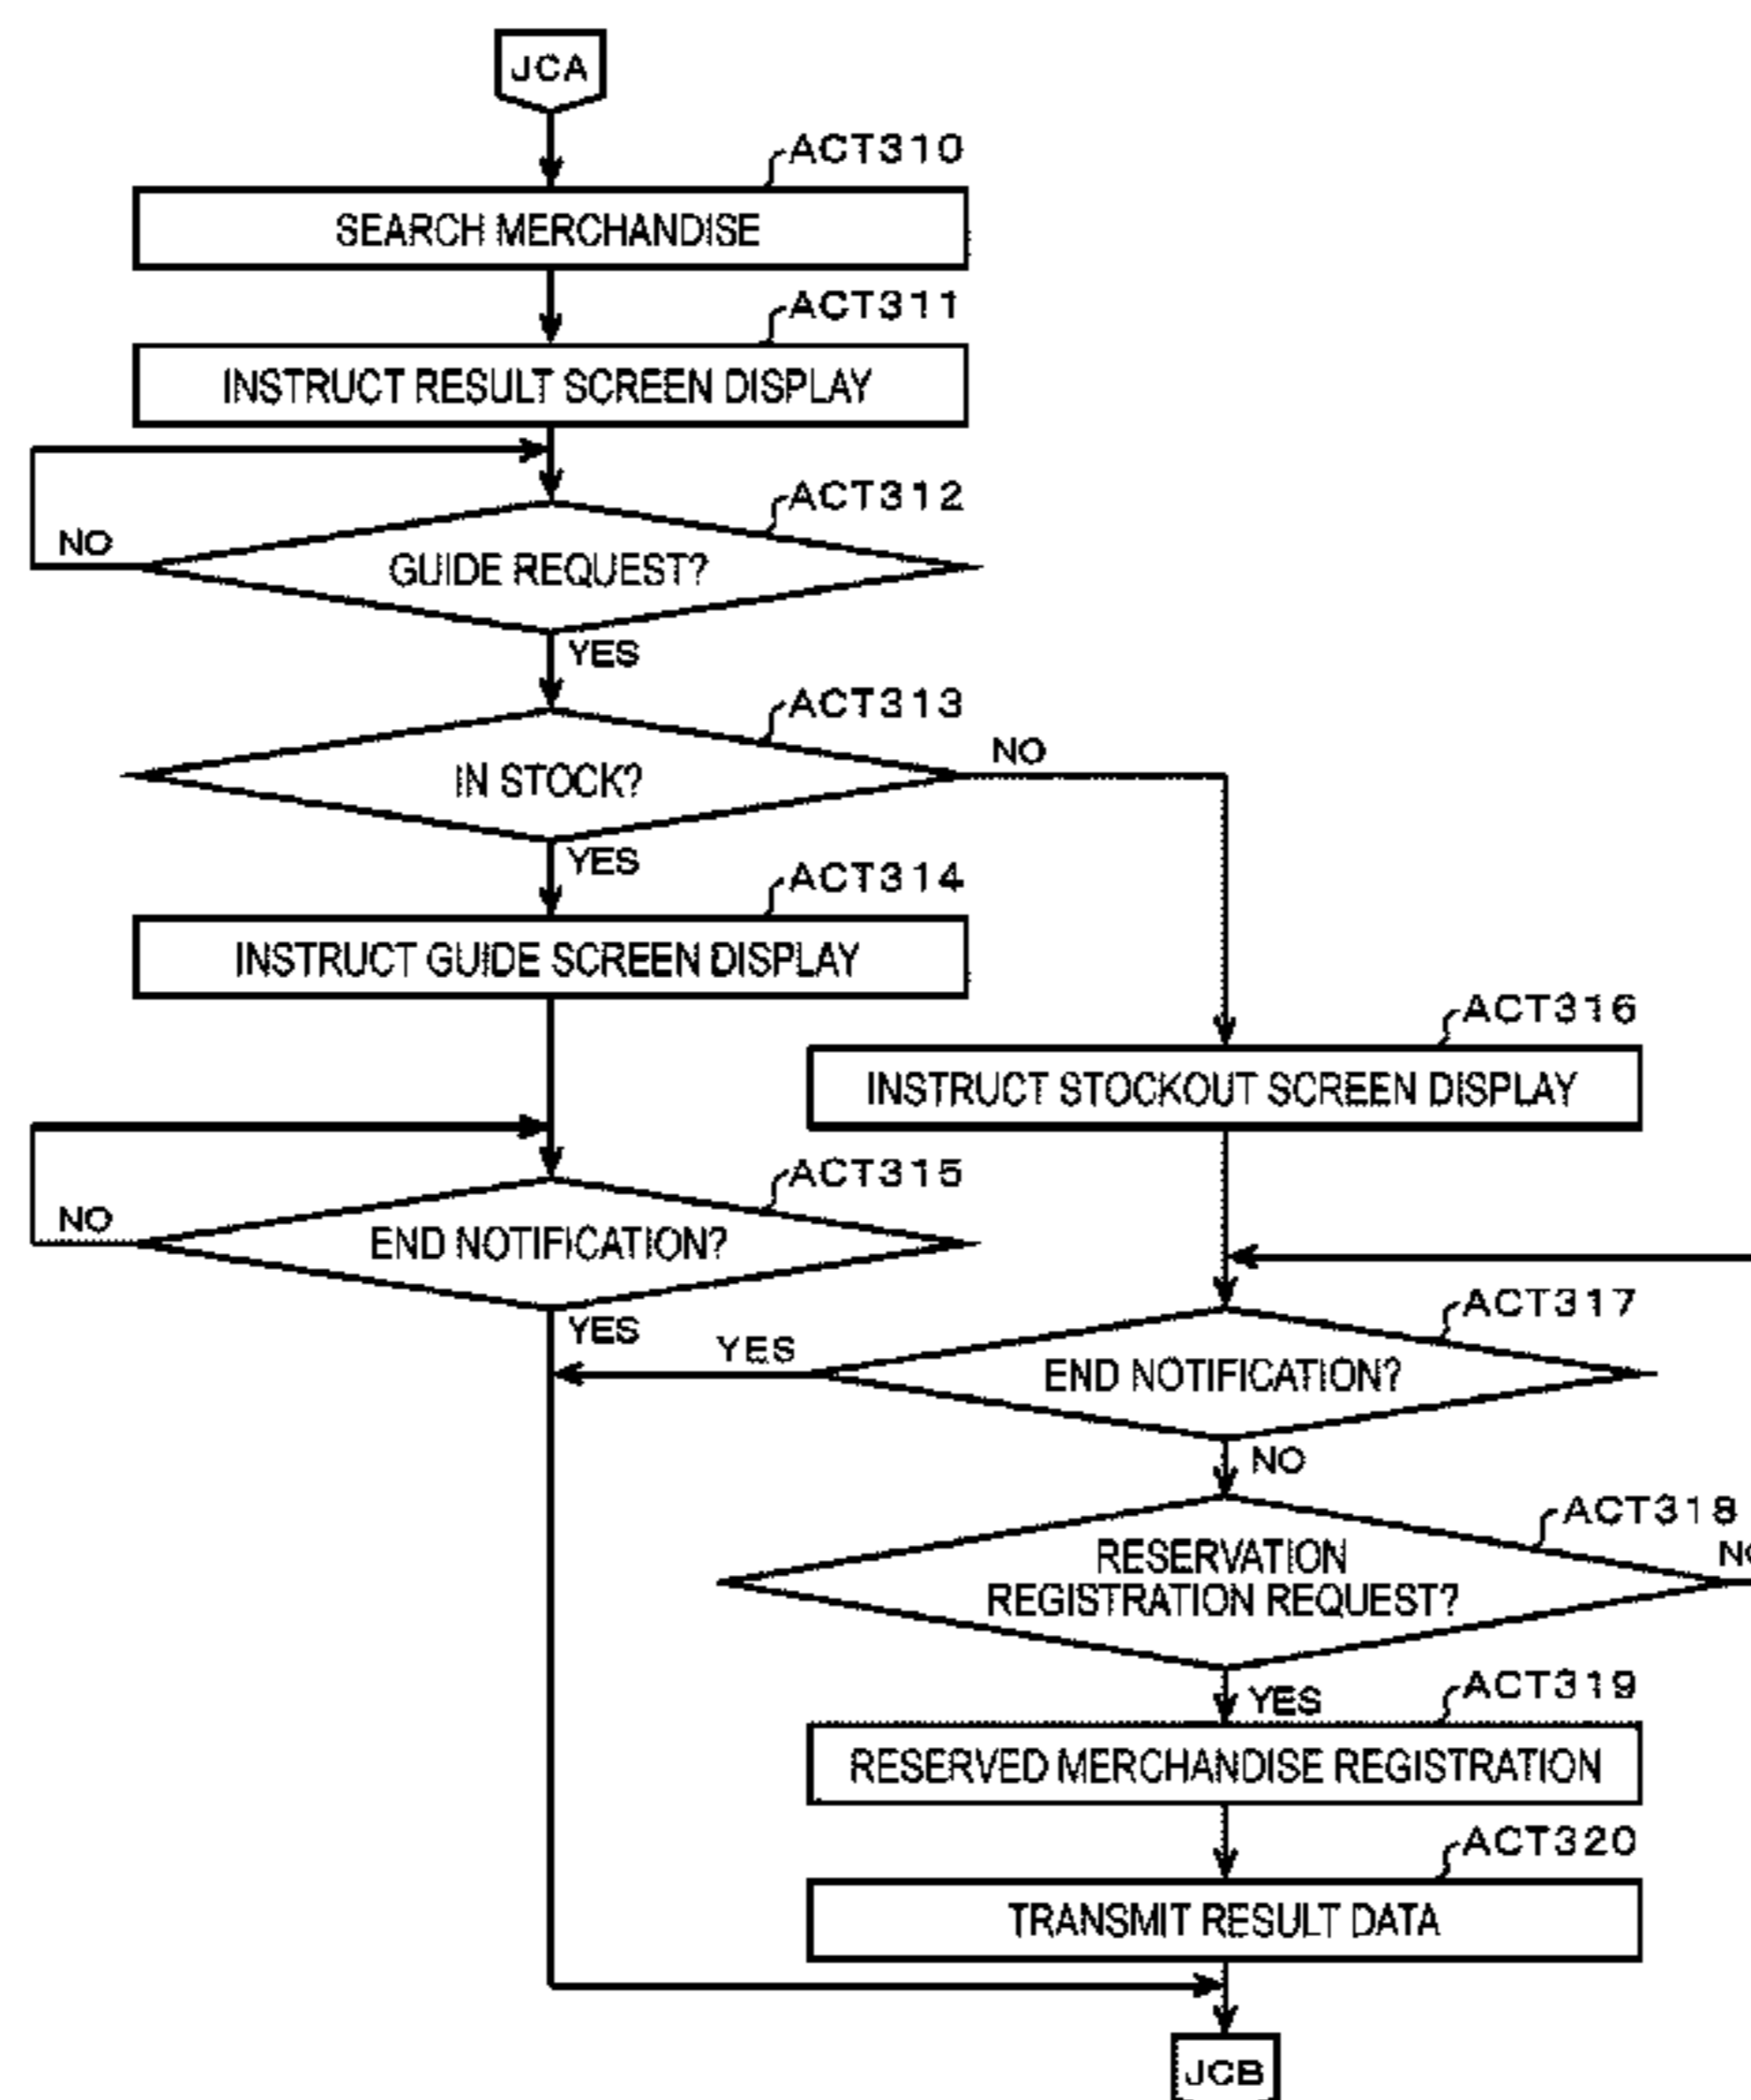 JCA
ACT310
SEARCH MERCHANDISE
ACT311
INSTRUCT RESULT SCREEN DISPLAY
ACT312
NO
GUIDE REQUEST?
YES
ACT313
NO
IN STOCK?
YES
ACT314
INSTRUCT GUIDE SCREEN DISPLAY
ACT316
INSTRUCT STOCKOUT SCREEN DISPLAY
ACT315
NO
END NOTIFICATION?
YES
ACT317
YES
END NOTIFICATION?
NO
ACT318
RESERVATION
REGISTRATION REQUEST?
YES
ACT319
RESERVED MERCHANDISE REGISTRATION
ACT320
TRANSMIT RESULT DATA
JCB